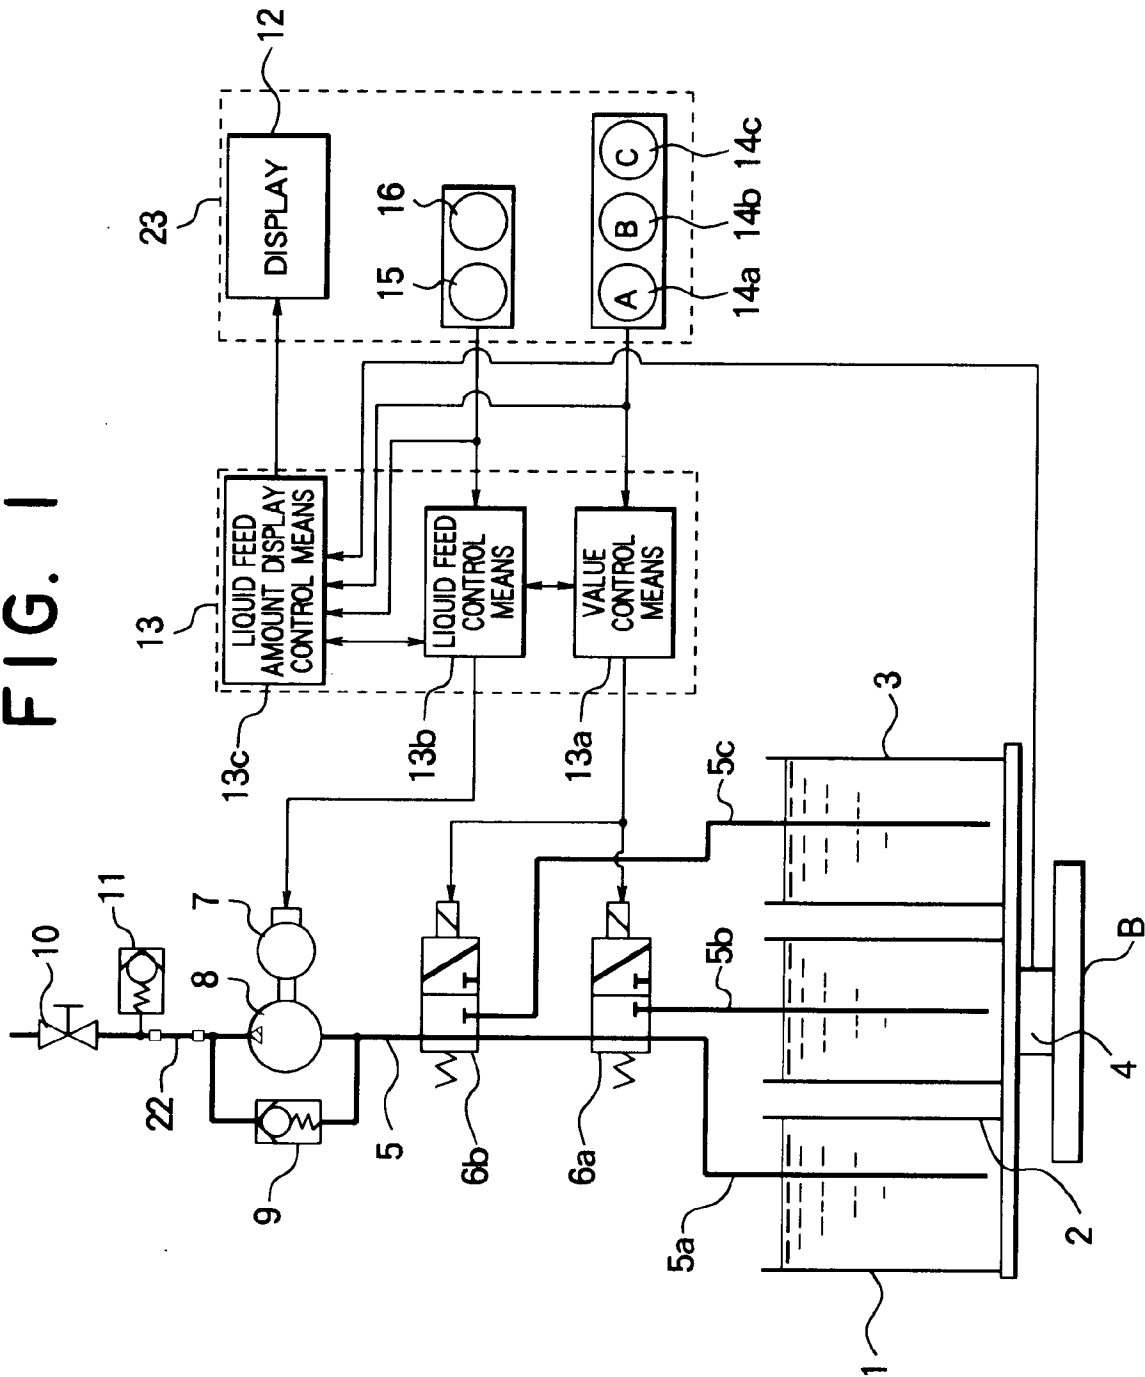 FIG. 1
23
12
DISPLAY
15
16
A
B
C
14a
14b
14c
13
13c
LIQUID FEED
AMOUNT DISPLAY
CONTROL MEANS
13b
LIQUID FEED
CONTROL
MEANS
13a
VALUE
CONTROL
MEANS
10
11
7
8
22
9
5
6b
6a
5a
5b
5c
1
2
3
4
B